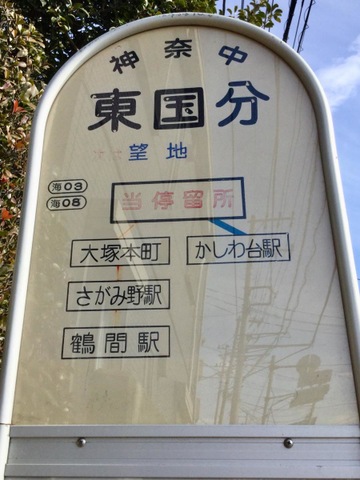 神奈中
東国分
望地
海03
海08
当停留所
大塚本町 かしわ台駅
さがみ野駅
鶴間駅